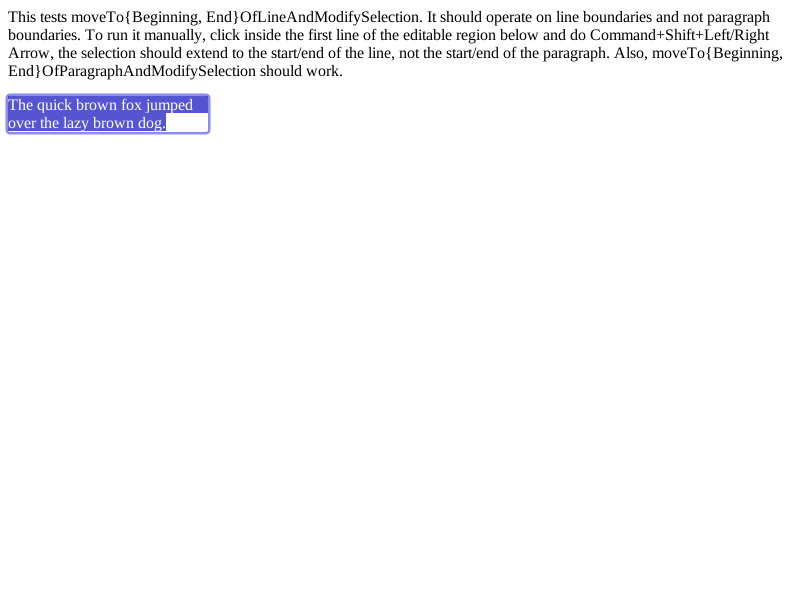 This tests moveTo{Beginning, End}OfLineAndModifySelection. It should operate on line boundaries and not paragraph
boundaries. To run it manually, click inside the first line of the editable region below and do Command+Shift+Left/Right
Arrow, the selection should extend to the start/end of the line, not the start/end of the paragraph. Also, moveTo{Beginning,
End}OfParagraphAndModifySelection should work.
The quick brown fox jumped
over the lazy brown dog.